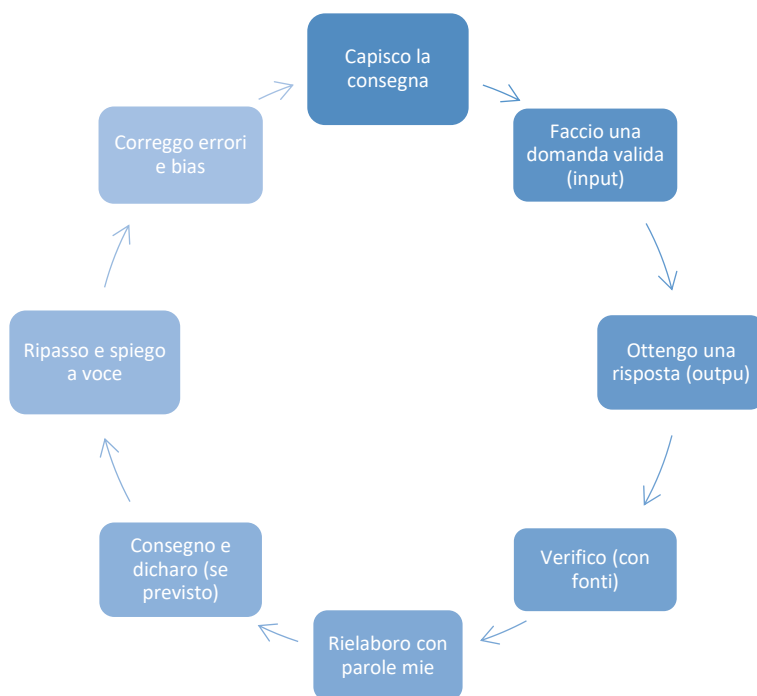 Capisco la
consegna
Faccio una
domanda valida
(input)
Ottengo una
risposta (outpu)
Verifico (con
fonti)
Rielaboro con
parole mie
Consegno e
dicharo (se
previsto)
Ripasso e spiego
a voce
Correggo errori
e bias